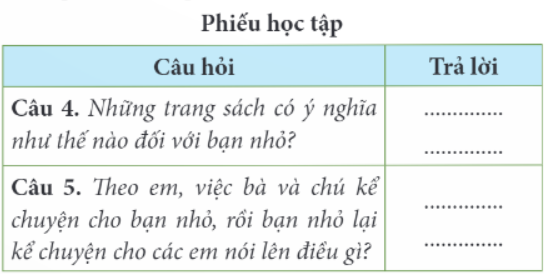 Phiếu học tập
Câu hỏi
Trả lời
Câu 4. Những trang sách có ý nghĩa
như thế nào đối với bạn nhỏ?
..............
..............
Câu 5. Theo em, việc bà và chú kể
chuyện cho bạn nhỏ, rồi bạn nhỏ lại
kể chuyện cho các em nói lên điều gì?
..............
..............